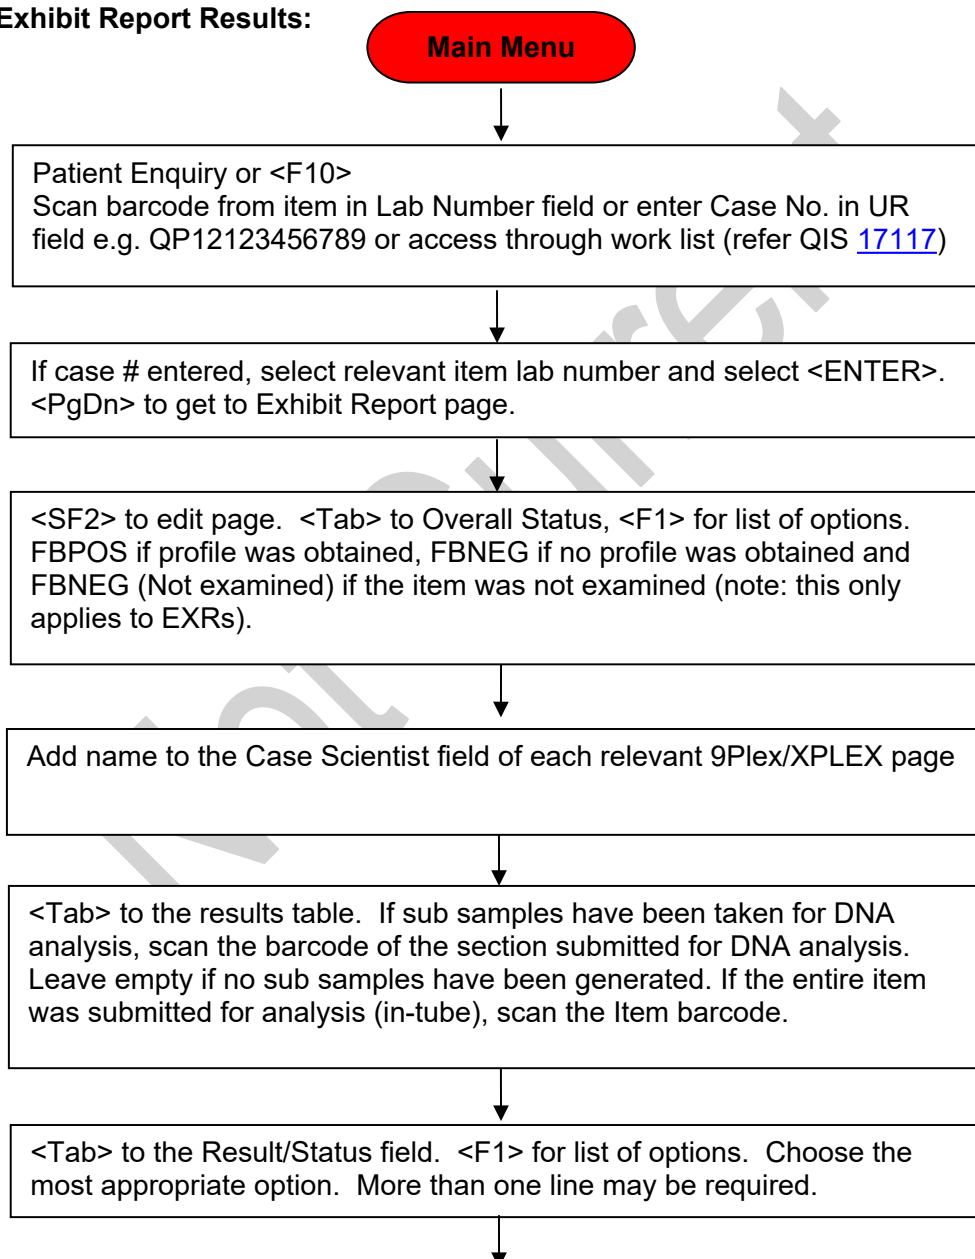 Exhibit Report Results:
Main Menu
Patient Enquiry or <F10>
Scan barcode from item in Lab Number field or enter Case No. in UR
field e.g. QP12123456789 or access through work list (refer QIS 17117)
If case # entered, select relevant item lab number and select <ENTER>.
<PgDn> to get to Exhibit Report page.
<SF2> to edit page.  <Tab> to Overall Status, <F1> for list of options.
FBPOS if profile was obtained, FBNEG if no profile was obtained and
FBNEG (Not examined) if the item was not examined (note: this only
applies to EXRs).
Add name to the Case Scientist field of each relevant 9Plex/XPLEX page
<Tab> to the results table.  If sub samples have been taken for DNA
analysis, scan the barcode of the section submitted for DNA analysis.
Leave empty if no sub samples have been generated. If the entire item
was submitted for analysis (in-tube), scan the Item barcode.
<Tab> to the Result/Status field.  <F1> for list of options.  Choose the
most appropriate option.  More than one line may be required.
Not Current